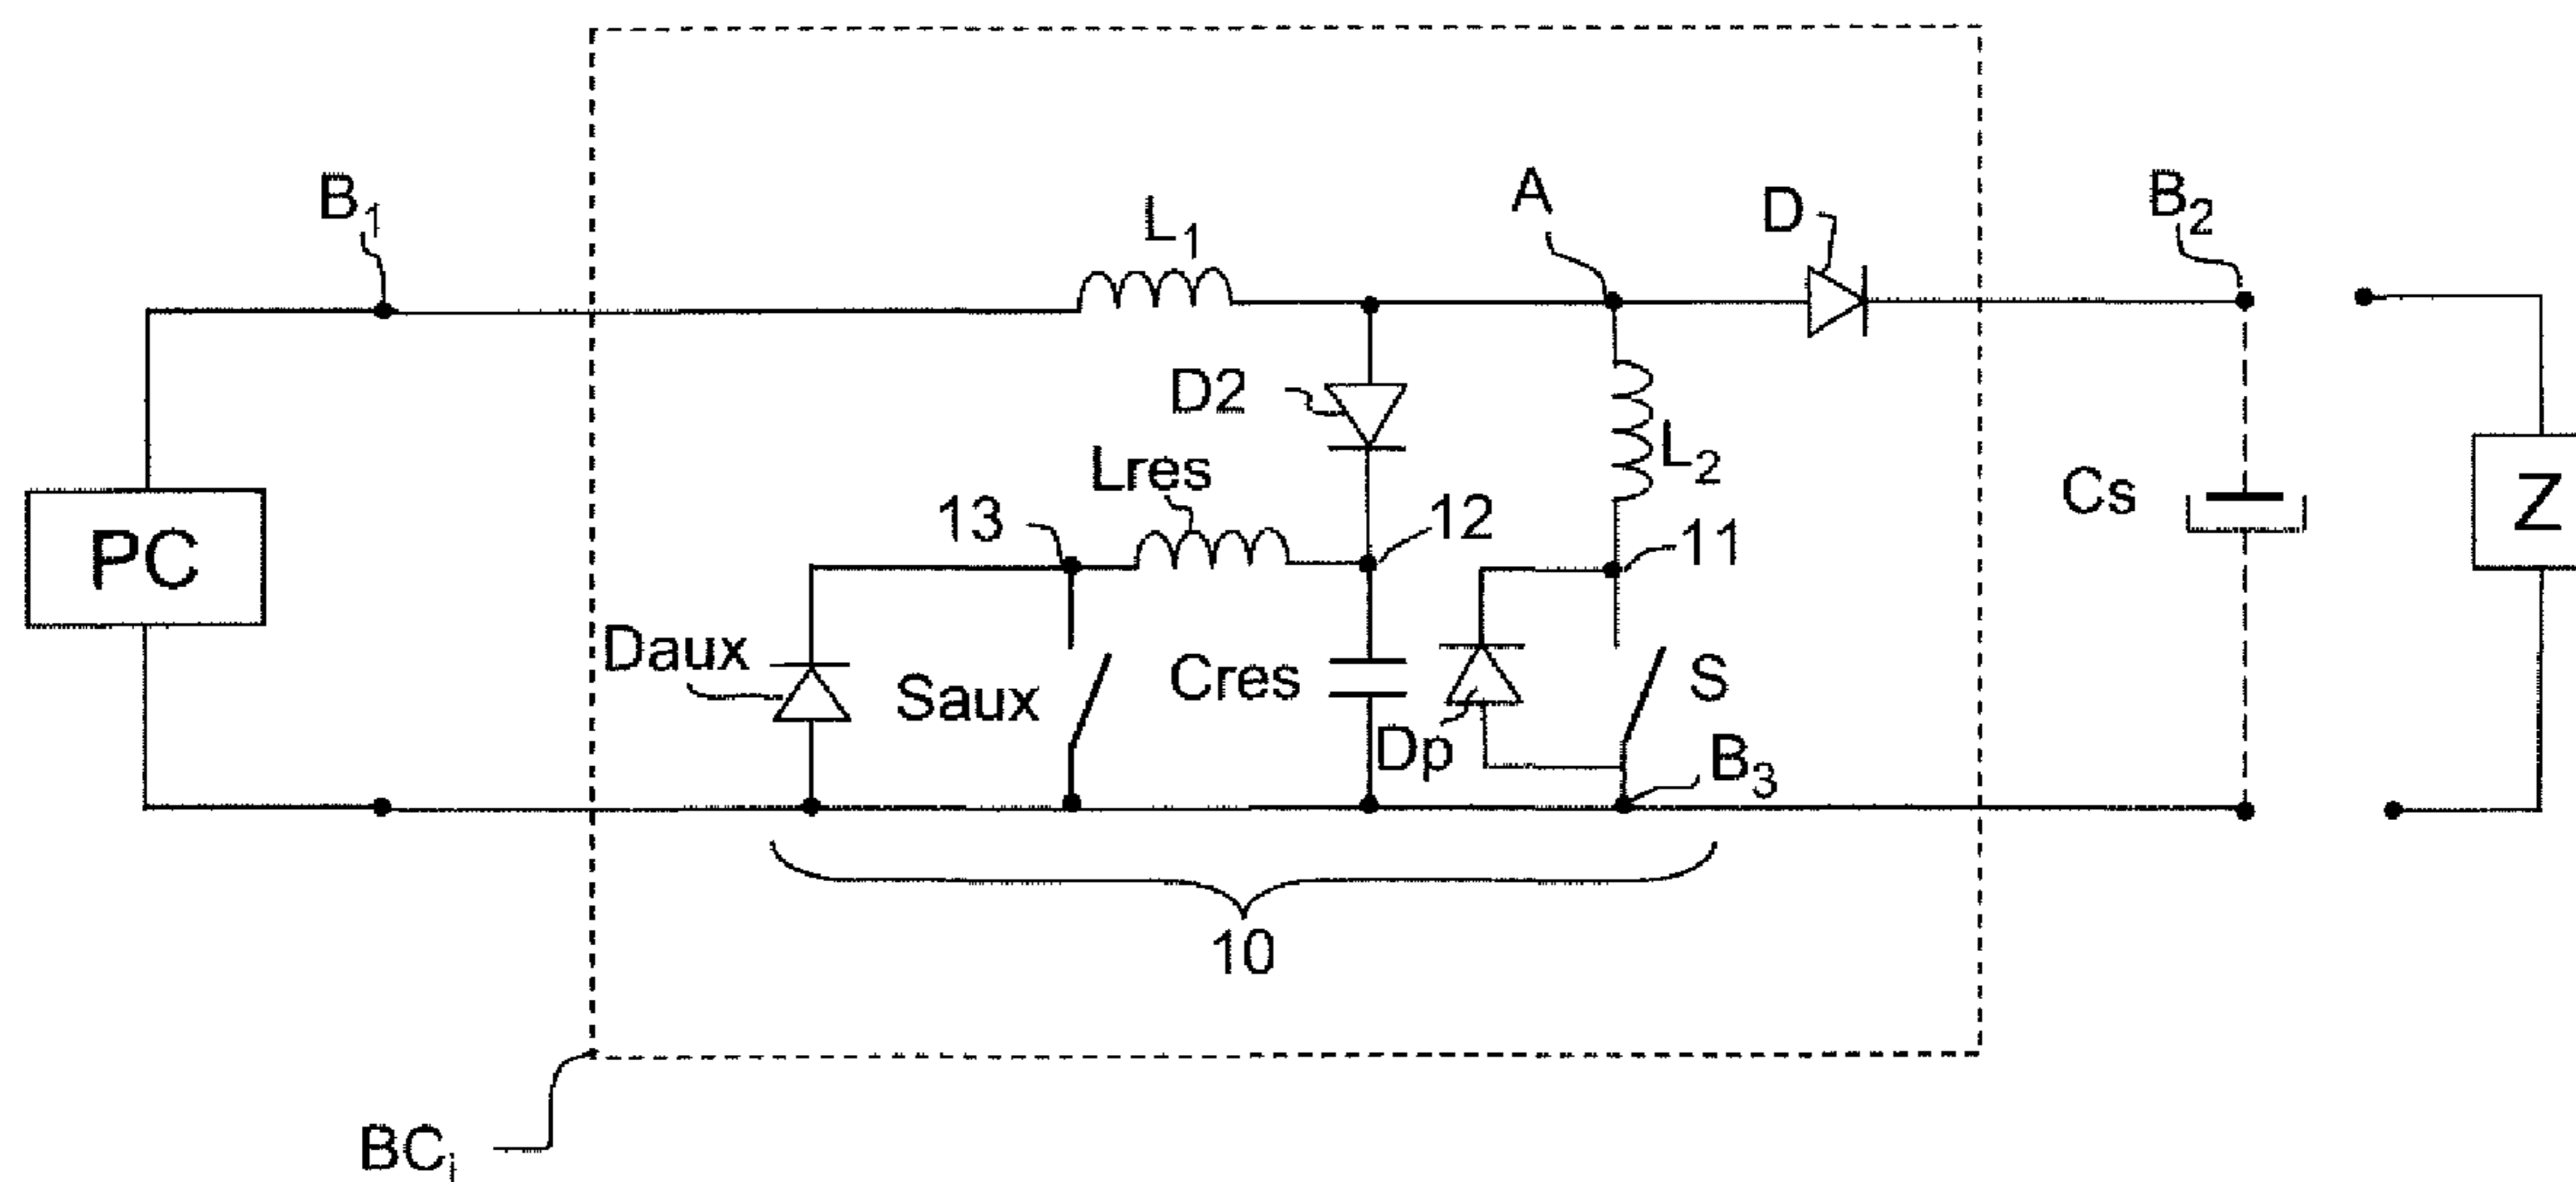 B₁
L₁
A
D
B₂
D2
L₂
Lres
13
12
11
Cs
Z
PC
Daux
Saux
Cres
Dp
S
B₃
10
BCᵢ